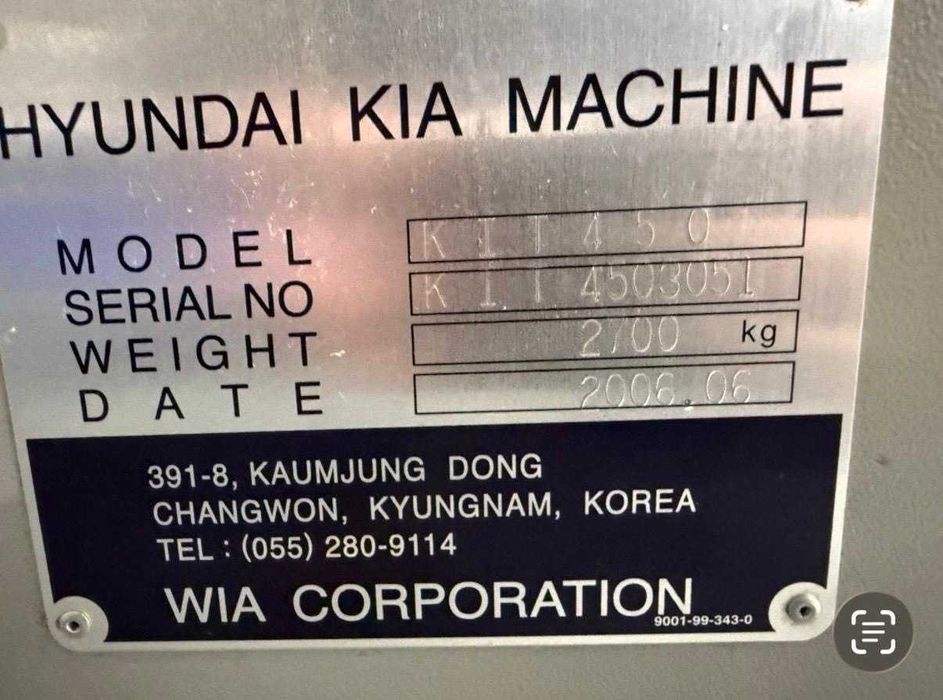 HYUNDAI KIA MACHINE
MODEL KIT450
SERIAL NO KIT4503051
WEIGHT 2700 kg
DATE 2006.06
391-8, KAUMJUNG DONG
CHANGWON, KYUNGNAM, KOREA
TEL : (055) 280-9114
WIA CORPORATION
9001-99-343-0